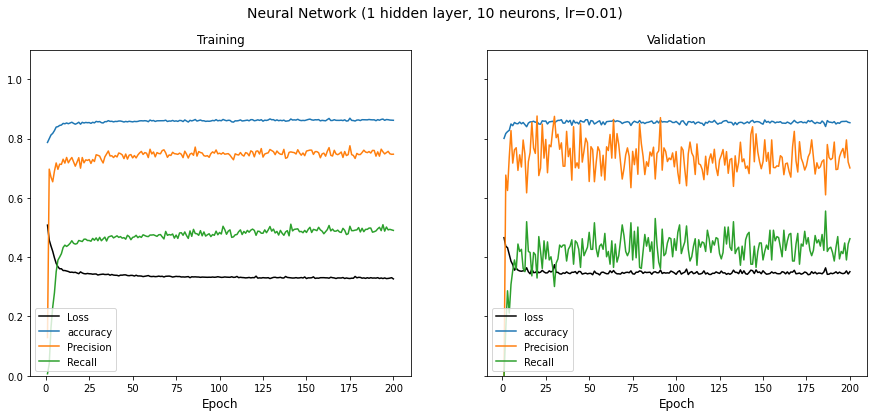 Neural Network (1 hidden layer, 10 neurons, lr=0.01)
Training
Validation
1.0
0.8
0.6
0.4
0.2
0.0
Loss
accuracy
Precision
Recall
loss
accuracy
Precision
Recall
0 25 50 75 100 125 150 175 200
0 25 50 75 100 125 150 175 200
Epoch
Epoch